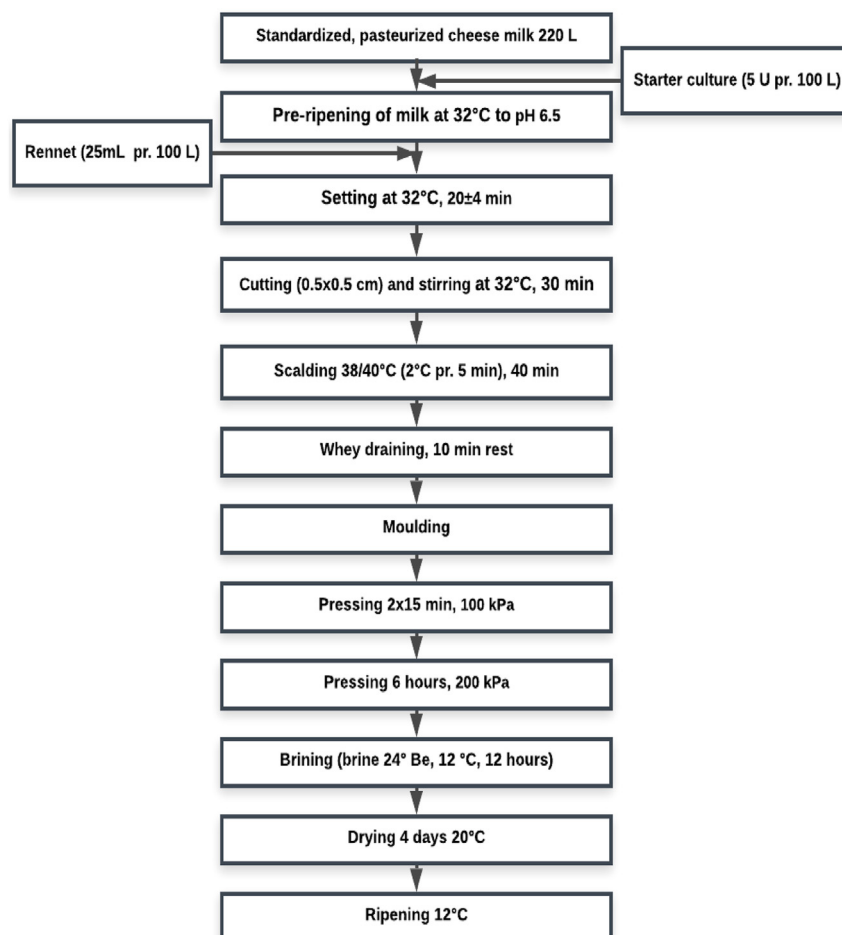 Standardized, pasteurized cheese milk 220 L
Starter culture (5 U pr. 100 L)
Pre-ripening of milk at 32°C to pH 6.5
Rennet (25mL pr. 100 L)
Setting at 32°C, 20±4 min
Cutting (0.5x0.5 cm) and stirring at 32°C, 30 min
Scalding 38/40°C (2°C pr. 5 min), 40 min
Whey draining, 10 min rest
Moulding
Pressing 2x15 min, 100 kPa
Pressing 6 hours, 200 kPa
Brining (brine 24° Be, 12 °C, 12 hours)
Drying 4 days 20°C
Ripening 12°C